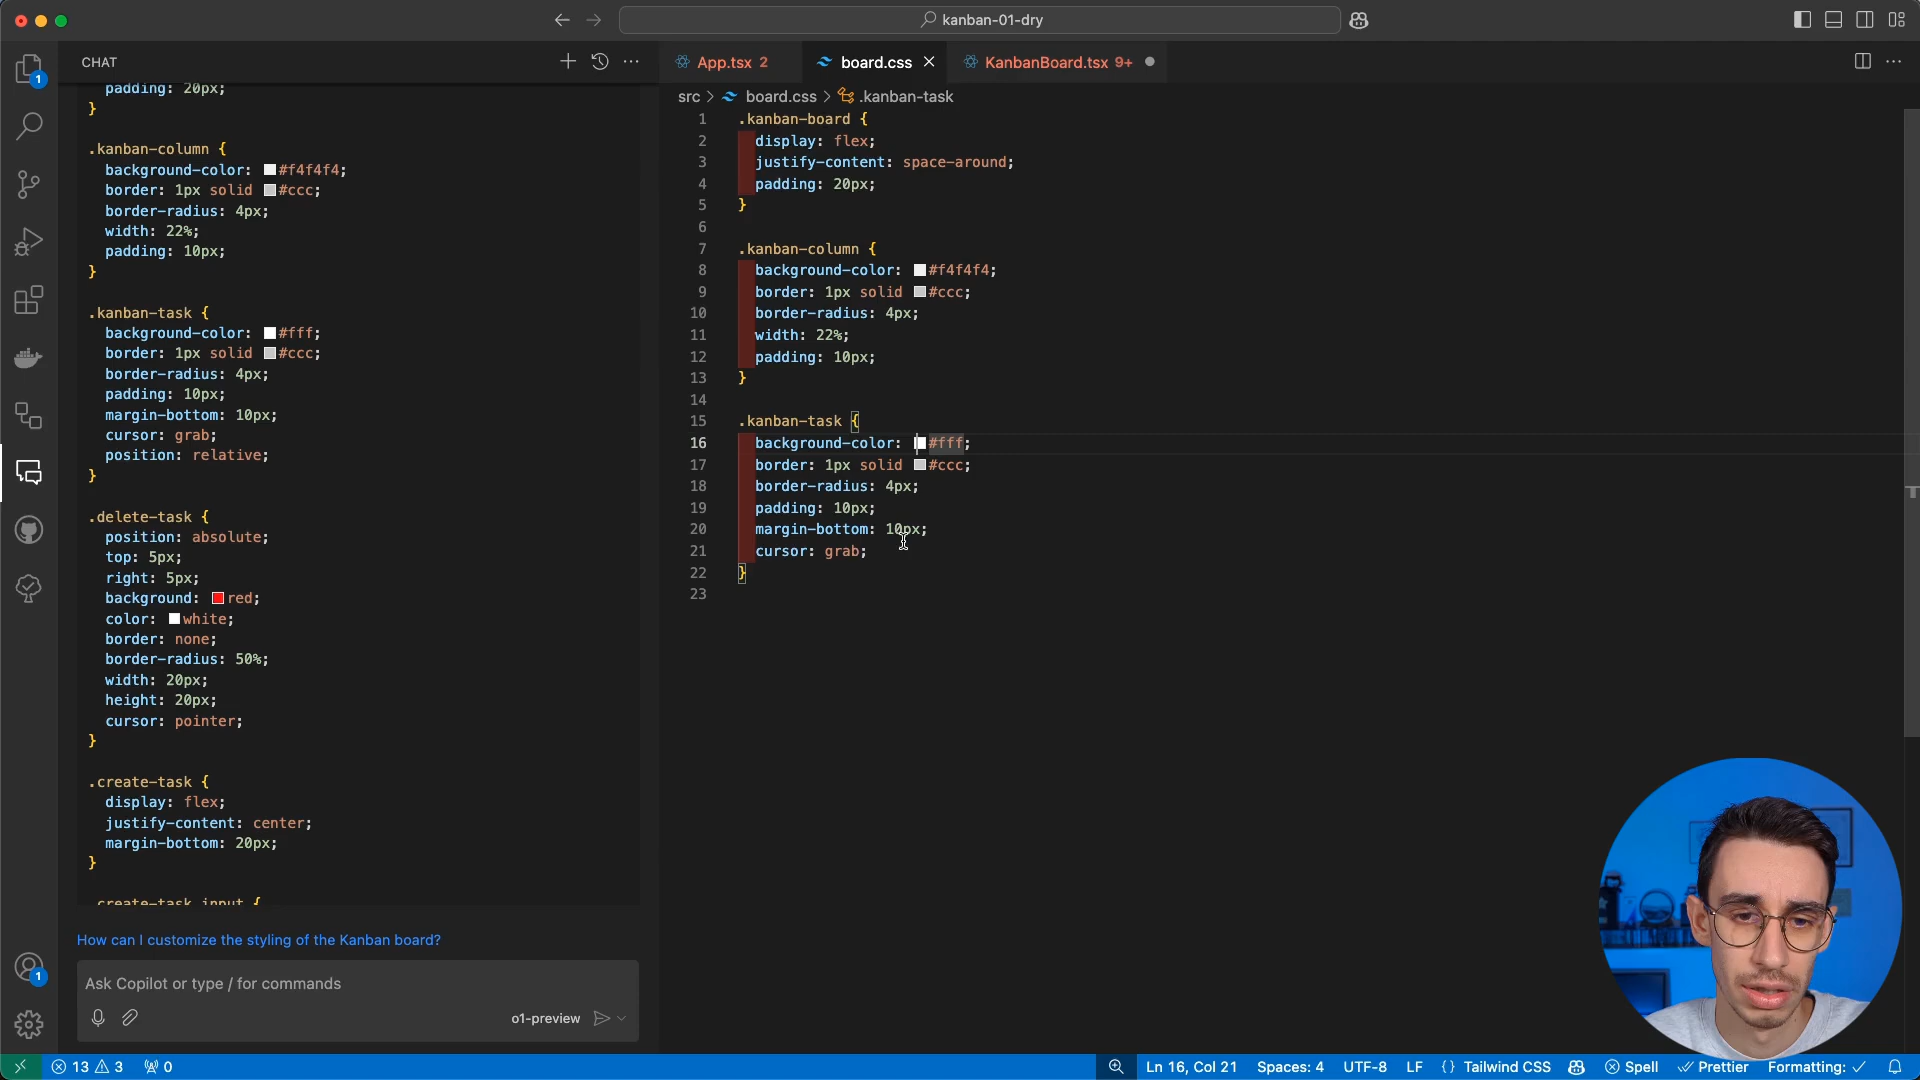 kanban-01-dry
CHAT
padding: 20px;
}
.kanban-column {
background-color: #f4f4f4;
border: 1px solid #ccc;
border-radius: 4px;
width: 22%;
padding: 10px;
}
.kanban-task {
background-color: #fff;
border: 1px solid #ccc;
border-radius: 4px;
padding: 10px;
margin-bottom: 10px;
cursor: grab;
position: relative;
}
.delete-task {
position: absolute;
top: 5px;
right: 5px;
background: red;
color: white;
border: none;
border-radius: 50%;
width: 20px;
height: 20px;
cursor: pointer;
}
.create-task {
display: flex;
justify-content: center;
margin-bottom: 20px;
}
.create-task input {
How can I customize the styling of the Kanban board?
Ask Copilot or type / for commands
o1-preview
App.tsx 2
board.css
KanbanBoard.tsx 9+
src > board.css > .kanban-task
1 .kanban-board {
2 display: flex;
3 justify-content: space-around;
4 padding: 20px;
5 }
6
7 .kanban-column {
8 background-color: #f4f4f4;
9 border: 1px solid #ccc;
10 border-radius: 4px;
11 width: 22%;
12 padding: 10px;
13 }
14
15 .kanban-task {
16 background-color: #fff;
17 border: 1px solid #ccc;
18 border-radius: 4px;
19 padding: 10px;
20 margin-bottom: 10px;
21 cursor: grab;
22 }
23
1
1
13 3 0
Ln 16, Col 21 Spaces: 4 UTF-8 LF {} Tailwind CSS Spell Prettier Formatting: ✓